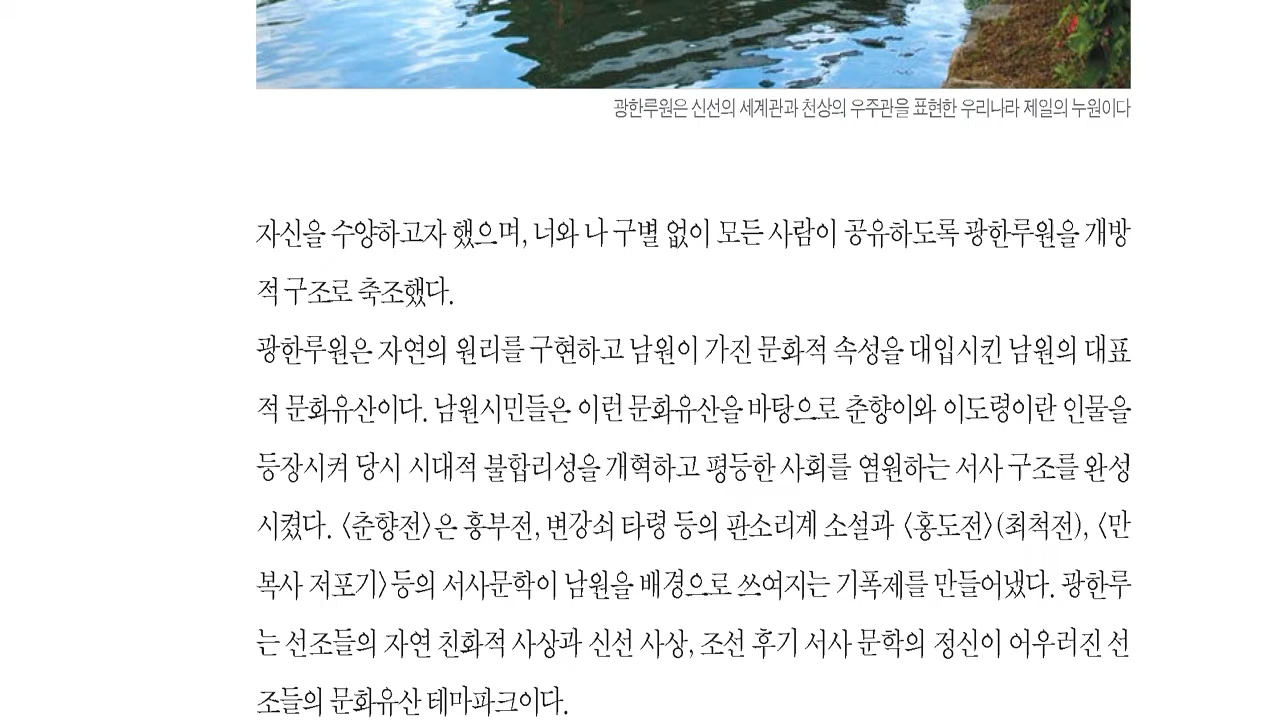 광한루원은 신선의 세계관과 천상의 우주관을 표현한 우리나라 제일의 누원이다
자신을 수양하고자 했으며, 너와 나 구별 없이 모든 사람이 공유하도록 광한루원을 개방
적 구조로 축조했다.
광한루원은 자연의 원리를 구현하고 남원이 가진 문화적 속성을 대입시킨 남원의 대표
적 문화유산이다. 남원시민들은 이런 문화유산을 바탕으로 춘향이와 이도령이란 인물을
등장시켜 당시 시대적 불합리성을 개혁하고 평등한 사회를 염원하는 서사 구조를 완성
시켰다. 〈춘향전〉은 흥부전, 변강쇠 타령 등의 판소리계 소설과 〈홍도전〉(최척전), 〈만
복사 저포기〉등의 서사문학이 남원을 배경으로 쓰여지는 기폭제를 만들어냈다. 광한루
는 선조들의 자연 친화적 사상과 신선 사상, 조선 후기 서사 문학의 정신이 어우러진 선
조들의 문화유산 테마파크이다.